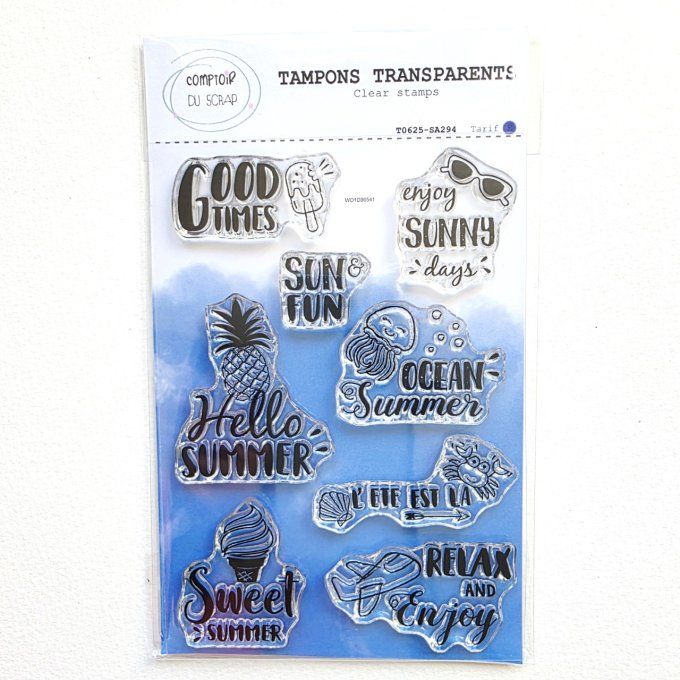 COMPTOIR
DU SCRAP
TAMPONS TRANSPARENTS
Clear stamps
T0625-SA294 Tarif
GOOD
TIMES
WO1D90541
enjoy
SUNNY
days
SUN &
FUN
OCEAN
Summer
Hello
SUMMER
L'ETE EST LA
Sweet
SUMMER
RELAX
AND
Enjoy